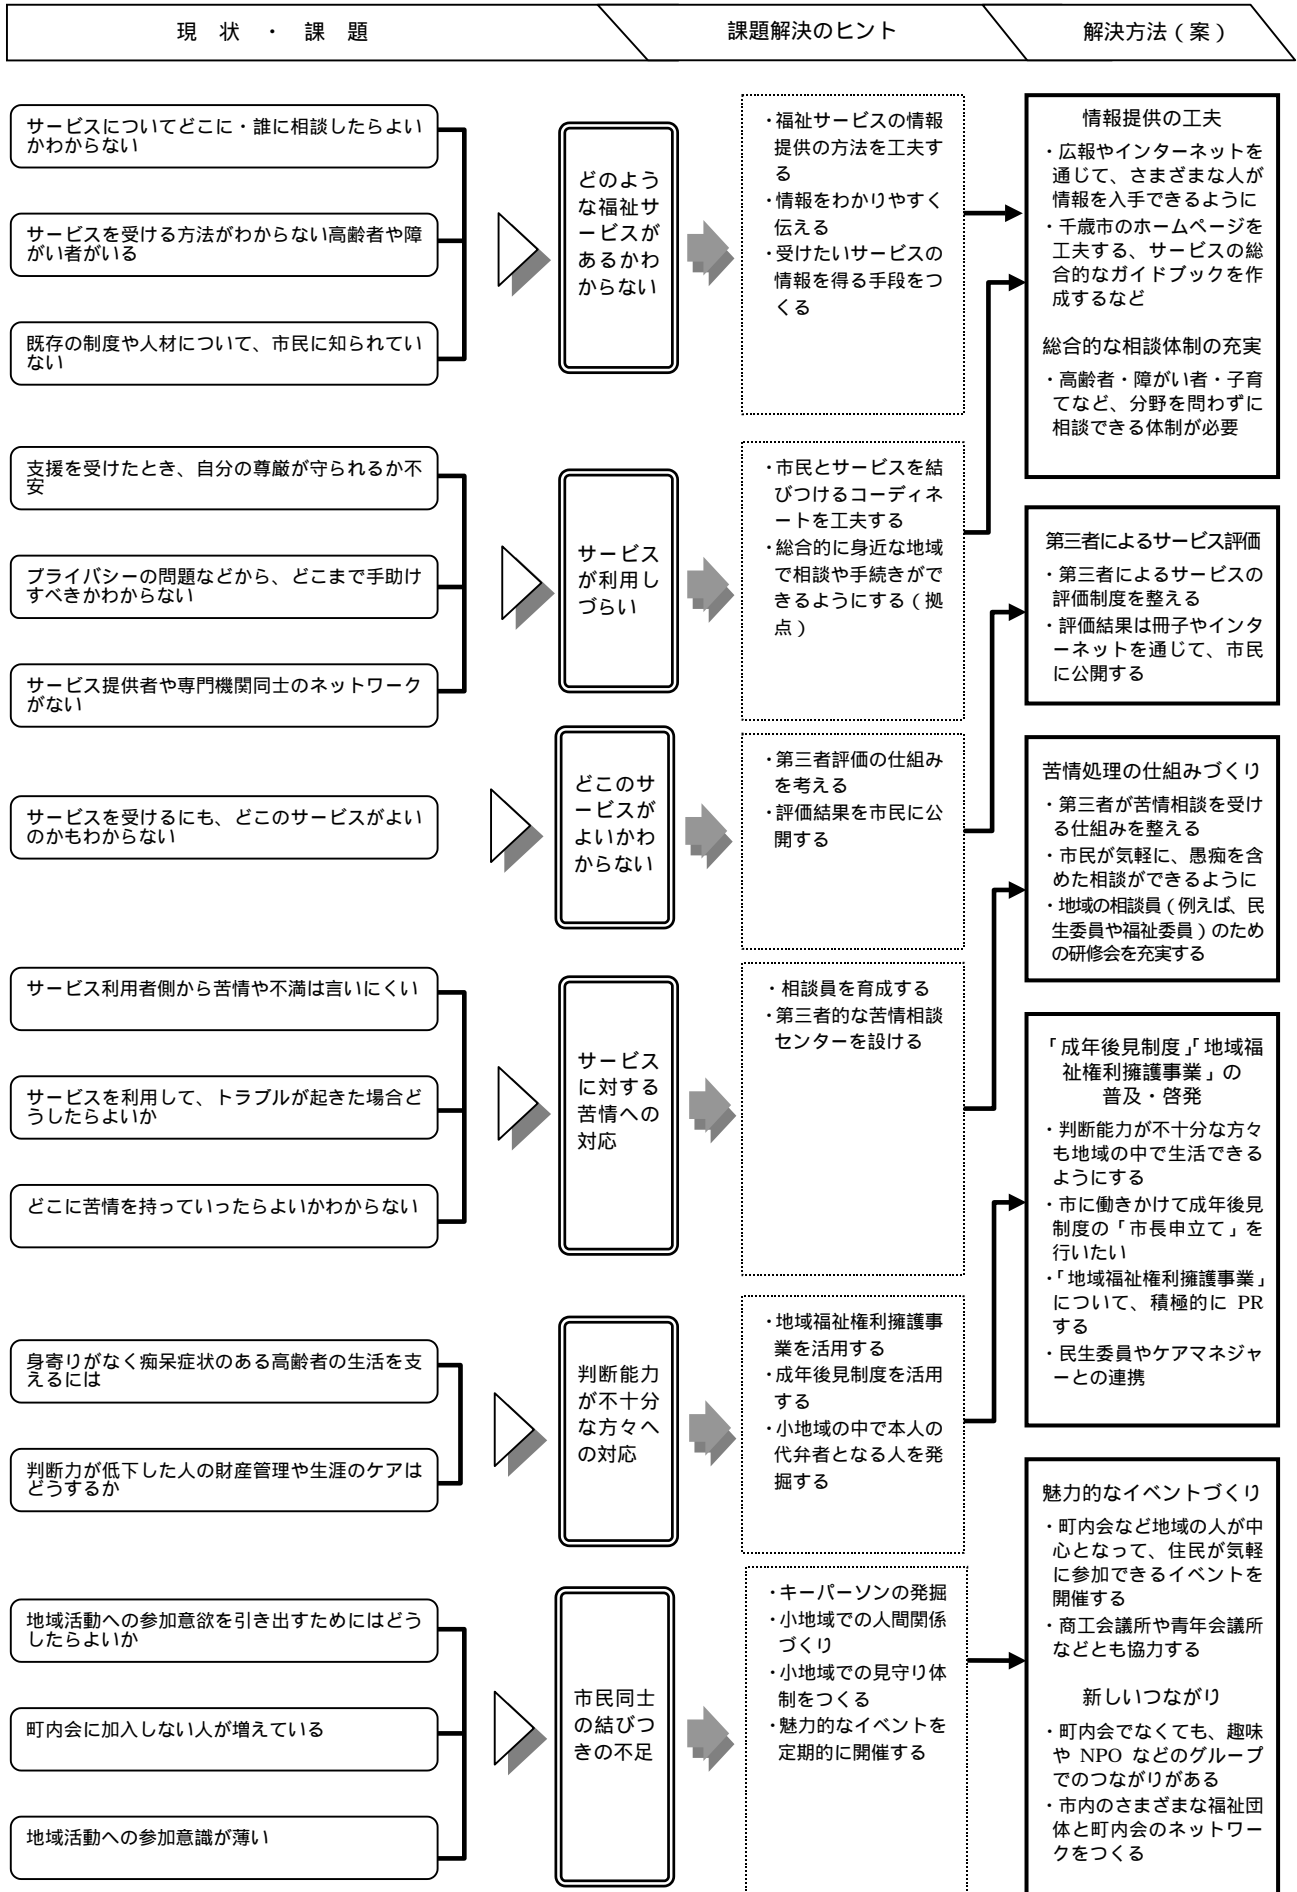 現状・課題
課題解決のヒント
解決方法（案）
サービスについてどこに・誰に相談したらよい
かわからない
サービスを受ける方法がわからない高齢者や障
がい者がいる
既存の制度や人材について、市民に知られてい
ない
どのよう
な福祉サ
ービスが
あるかわ
からない
・福祉サービスの情報
提供の方法を工夫す
る
・情報をわかりやすく
伝える
・受けたいサービスの
情報を得る手段をつ
くる
情報提供の工夫
・広報やインターネットを
通じて、さまざまな人が
情報を入手できるように
・千歳市のホームページを
工夫する、サービスの総
合的なガイドブックを作
成するなど
総合的な相談体制の充実
・高齢者・障がい者・子育
てなど、分野を問わずに
相談できる体制が必要
支援を受けたとき、自分の尊厳が守られるか不
安
プライバシーの問題などから、どこまで手助け
すべきかわからない
サービス提供者や専門機関同士のネットワーク
がない
サービス
が利用し
づらい
・市民とサービスを結
びつけるコーディネ
ートを工夫する
・総合的に身近な地域
で相談や手続きがで
きるようにする（拠
点）
第三者によるサービス評価
・第三者によるサービスの
評価制度を整える
・評価結果は冊子やインタ
ーネットを通じて、市民
に公開する
サービスを受けるにも、どこのサービスがよい
のかもわからない
どこのサ
ービスが
よいかわ
からない
・第三者評価の仕組み
を考える
・評価結果を市民に公
開する
苦情処理の仕組みづくり
・第三者が苦情相談を受け
る仕組みを整える
・市民が気軽に、愚痴を含
めた相談ができるように
・地域の相談員（例えば、民
生委員や福祉委員）のため
の研修会を充実する
サービス利用者側から苦情や不満は言いにくい
サービスを利用して、トラブルが起きた場合ど
うしたらよいか
どこに苦情を持っていったらよいかわからない
サービス
に対する
苦情への
対応
・相談員を育成する
・第三者的な苦情相談
センターを設ける
「成年後見制度」「地域福
祉権利擁護事業」の
普及・啓発
・判断能力が不十分な方々
も地域の中で生活できる
ようにする
・市に働きかけて成年後見
制度の「市長申立て」を
行いたい
・「地域福祉権利擁護事業」
について、積極的に PR
する
・民生委員やケアマネジャ
ーとの連携
身寄りがなく痴呆症状のある高齢者の生活を支
えるには
判断力が低下した人の財産管理や生涯のケアは
どうするか
判断能力
が不十分
な方々へ
の対応
・地域福祉権利擁護事
業を活用する
・成年後見制度を活用
する
・小地域の中で本人の
代弁者となる人を発
掘する
魅力的なイベントづくり
・町内会など地域の人が中
心となって、住民が気軽
に参加できるイベントを
開催する
・商工会議所や青年会議所
などとも協力する
新しいつながり
・町内会でなくても、趣味
や NPO などのグループ
でのつながりがある
・市内のさまざまな福祉団
体と町内会のネットワー
クをつくる
地域活動への参加意欲を引き出すためにはどう
したらよいか
町内会に加入しない人が増えている
地域活動への参加意識が薄い
市民同士
の結びつ
きの不足
・キーパーソンの発掘
・小地域での人間関係
づくり
・小地域での見守り体
制をつくる
・魅力的なイベントを
定期的に開催する